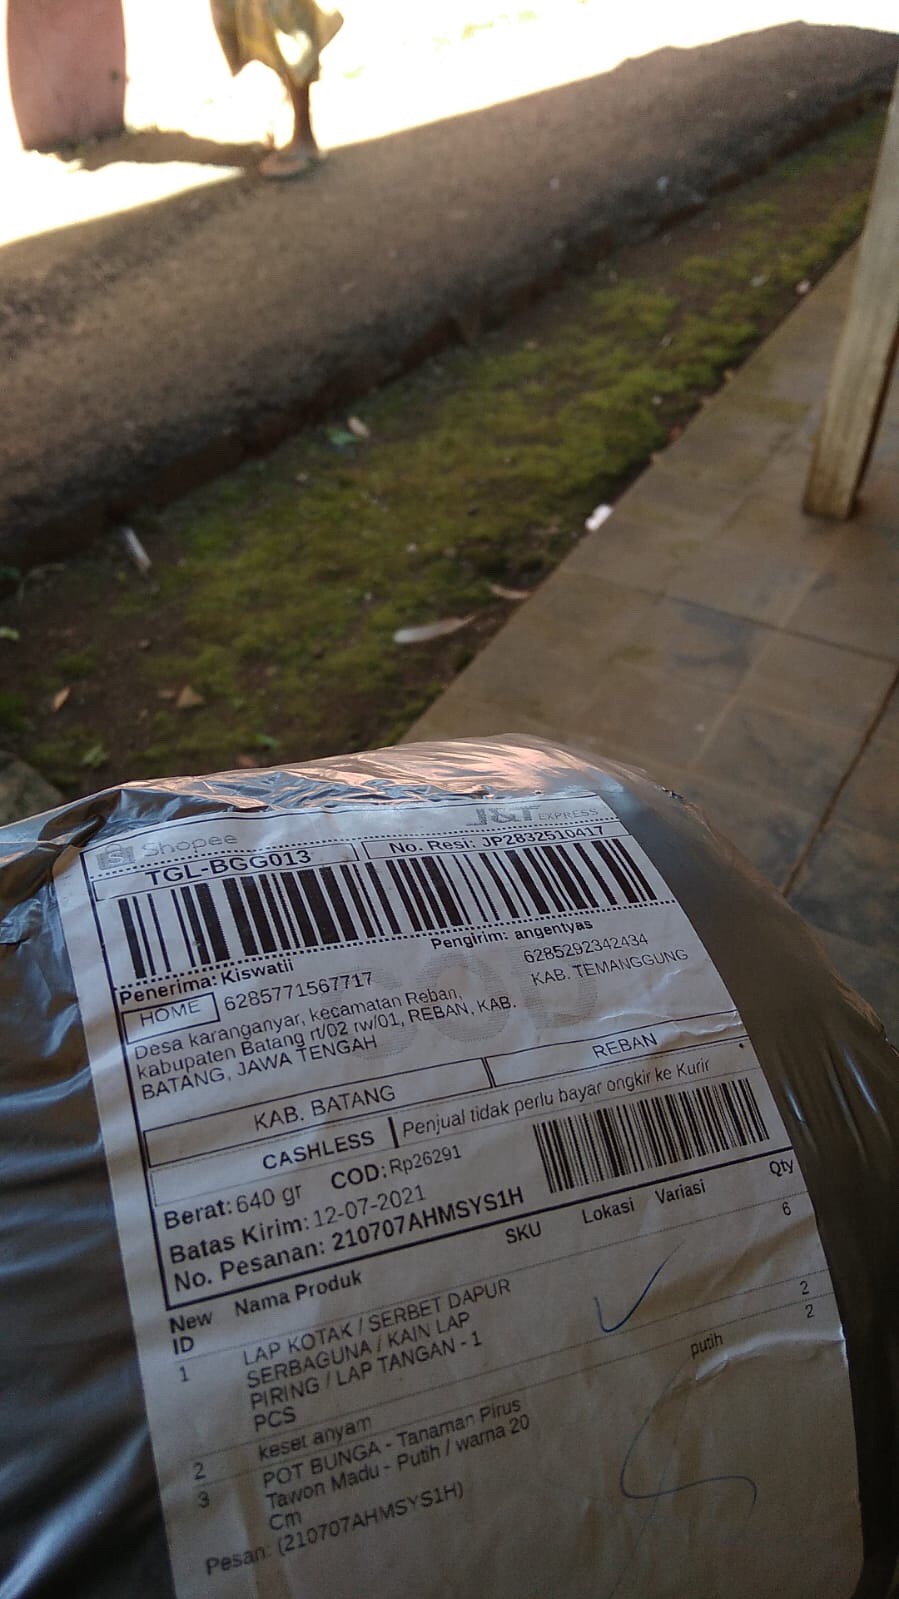 Shopee J&T EXPRESS
TGL-BGG013 No. Resi: JP2832510417
Penerima: Kiswatii Pengirim: angentyas
HOME 6285771567717 6285292342434
Desa karanganyar, kecamatan Reban, KAB. TEMANGGUNG
kabupaten Batang rt/02 rw/01, REBAN, KAB.
BATANG, JAWA TENGAH
COD
KAB. BATANG REBAN
CASHLESS Penjual tidak perlu bayar ongkir ke Kurir
Berat: 640 gr COD: Rp26291
Batas Kirim: 12-07-2021
No. Pesanan: 210707AHMSYS1H
New ID Nama Produk SKU Lokasi Variasi Qty
1 LAP KOTAK / SERBET DAPUR 6
SERBAGUNA / KAIN LAP
PIRING / LAP TANGAN - 1
PCS
2 keset anyam 2
3 POT BUNGA - Tanaman Pirus putih 2
Tawon Madu - Putih / warna 20
Cm
Pesan: (210707AHMSYS1H)